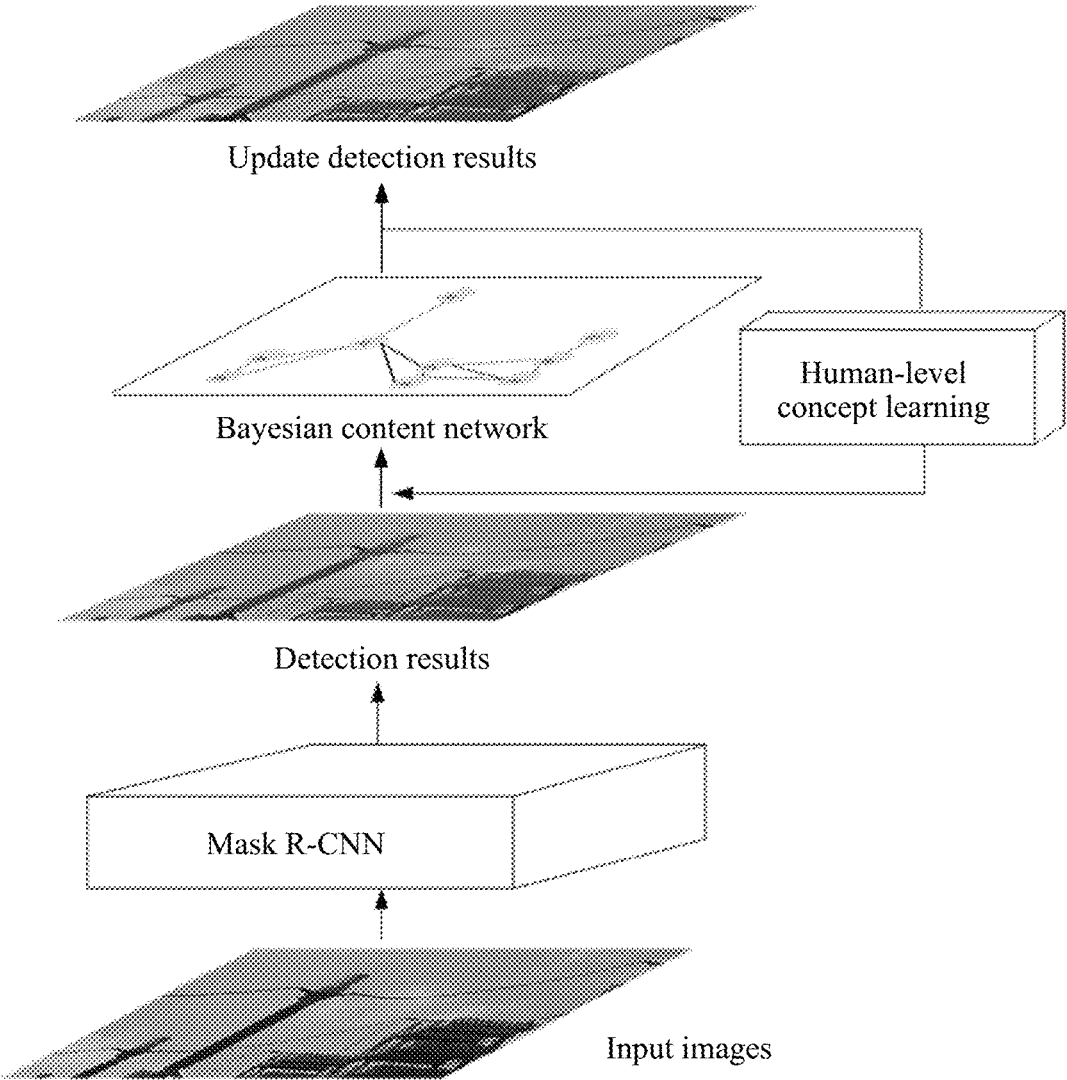 Update detection results
Human-level
concept learning
Bayesian content network
Detection results
Mask R-CNN
Input images